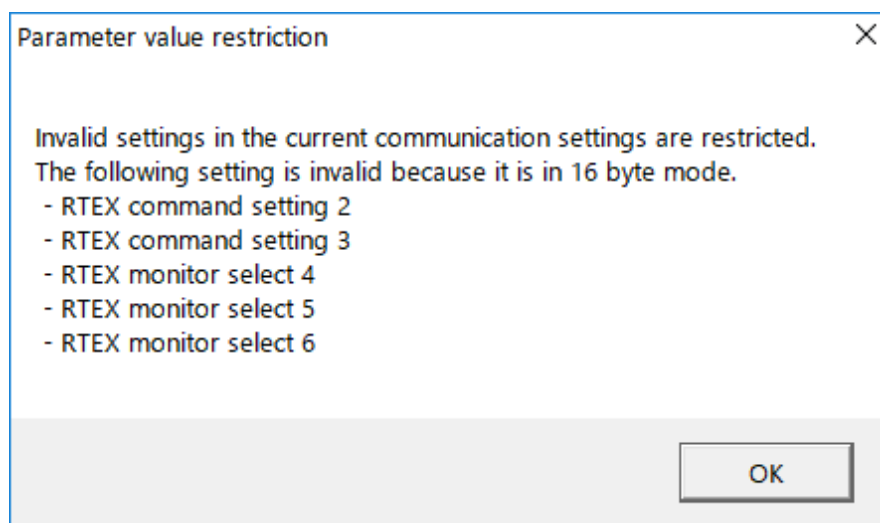 Parameter value restriction
Invalid settings in the current communication settings are restricted.
The following setting is invalid because it is in 16 byte mode.
- RTEX command setting 2
- RTEX command setting 3
- RTEX monitor select 4
- RTEX monitor select 5
- RTEX monitor select 6
OK